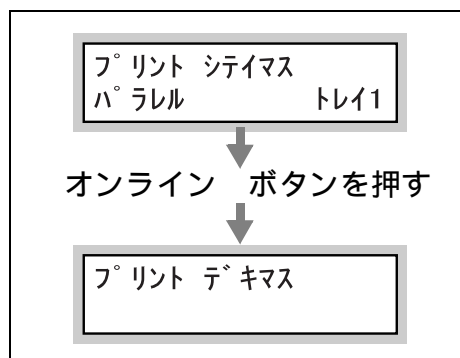 プリント シテイマス
パラレル トレイ1
オンライン ボタンを押す
プリント デキマス